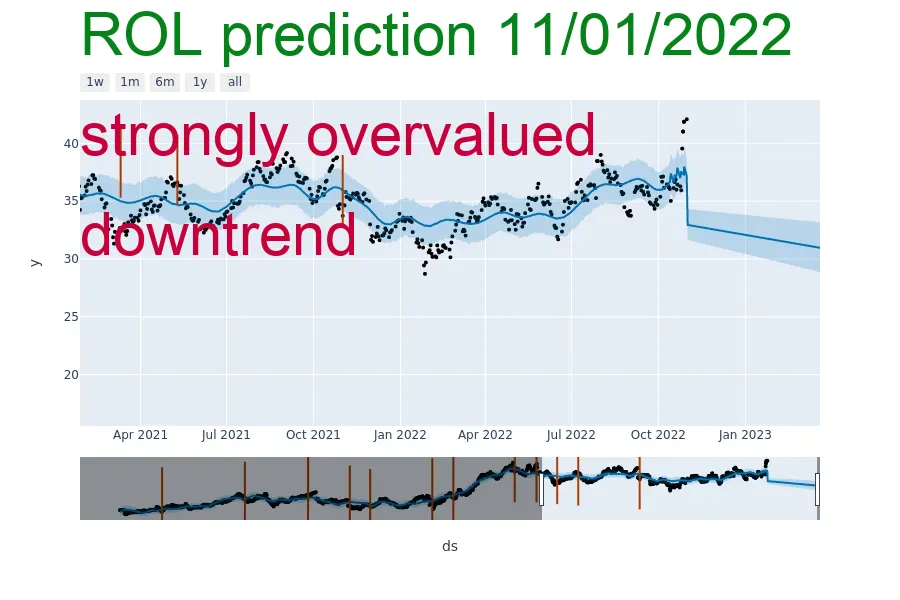 ROL prediction 11/01/2022
1w 1m 6m 1y all
strongly overvalued
downtrend
40
35
30
25
20
y
Apr 2021 Jul 2021 Oct 2021 Jan 2022 Apr 2022 Jul 2022 Oct 2022 Jan 2023
ds